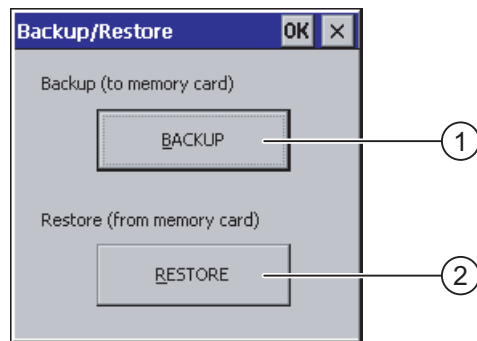 Backup/Restore OK ×
Backup (to memory card)
BACKUP
1
Restore (from memory card)
RESTORE
2